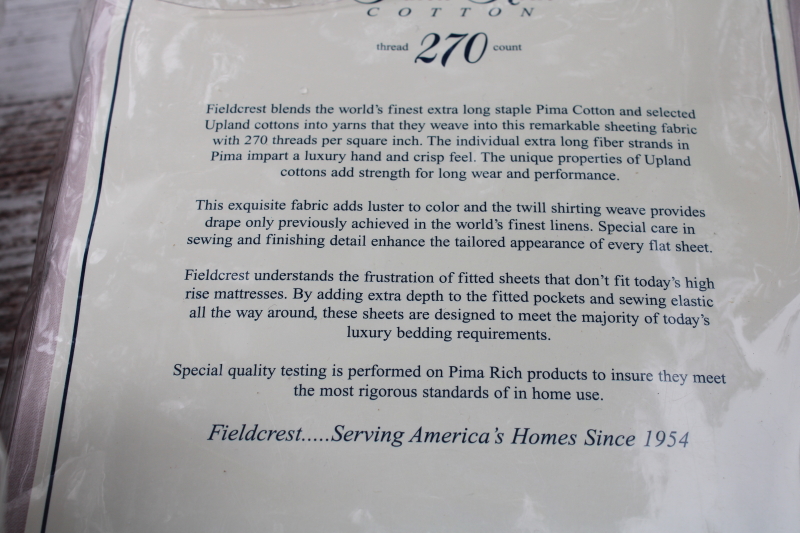 COTTON
thread 270 count
Fieldcrest blends the world's finest extra long staple Pima Cotton and selected
Upland cottons into yarns that they weave into this remarkable sheeting fabric
with 270 threads per square inch. The individual extra long fiber strands in
Pima impart a luxury hand and crisp feel. The unique properties of Upland
cottons add strength for long wear and performance.
This exquisite fabric adds luster to color and the twill shirting weave provides
drape only previously achieved in the world's finest linens. Special care in
sewing and finishing detail enhance the tailored appearance of every flat sheet.
Fieldcrest understands the frustration of fitted sheets that don't fit today's high
rise mattresses. By adding extra depth to the fitted pockets and sewing elastic
all the way around, these sheets are designed to meet the majority of today's
luxury bedding requirements.
Special quality testing is performed on Pima Rich products to insure they meet
the most rigorous standards of in home use.
Fieldcrest.....Serving America's Homes Since 1954